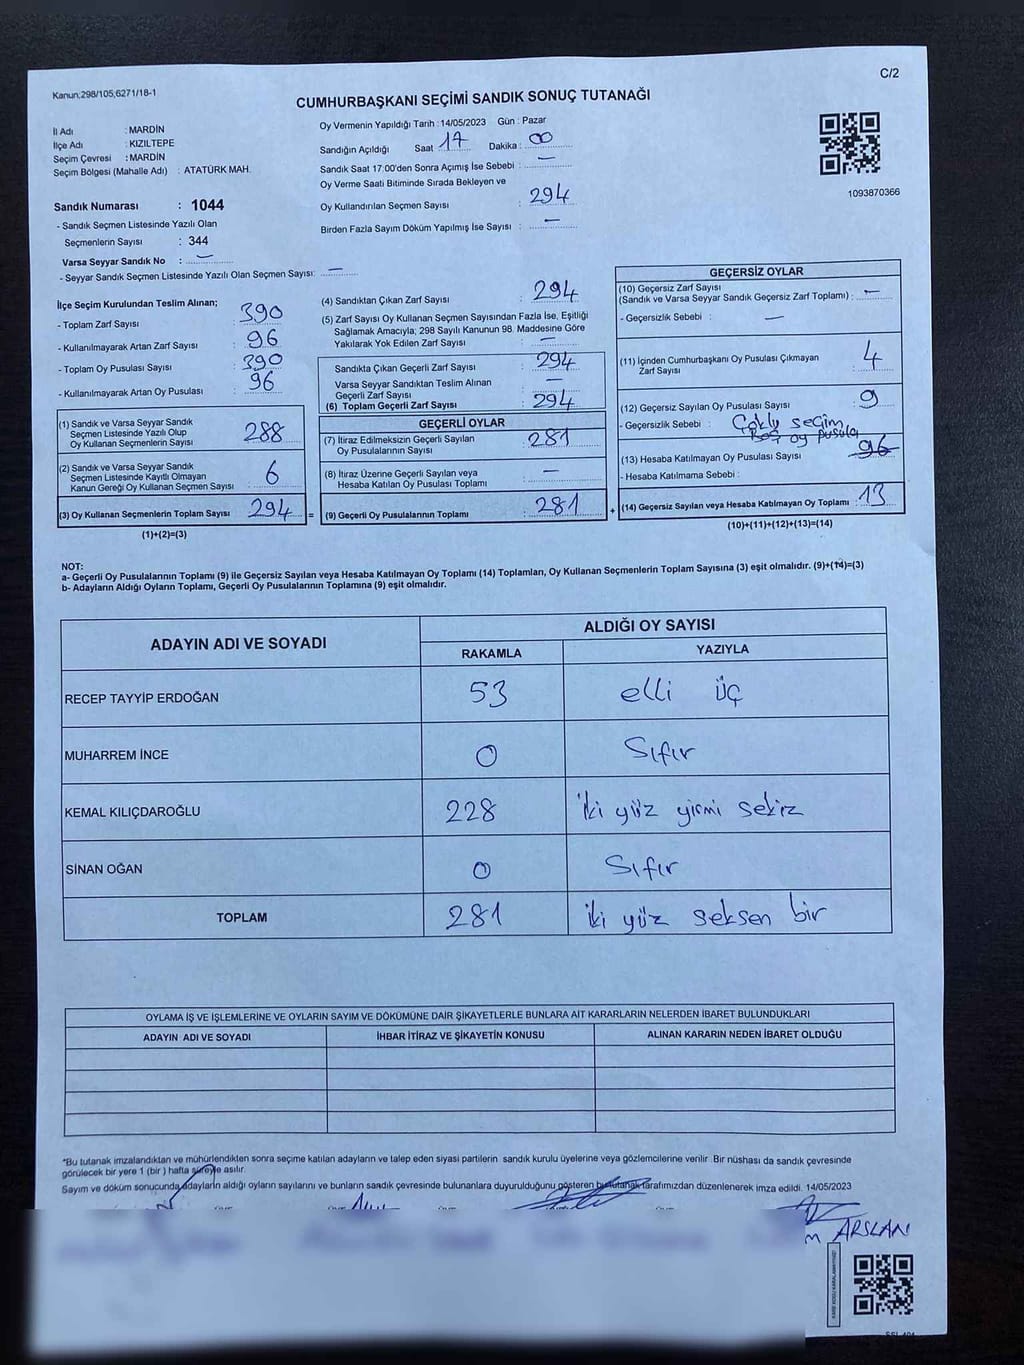 C/2
Kanun;298/105;6271/18-1
CUMHURBAŞKANI SEÇİMİ SANDIK SONUÇ TUTANAĞI
İl Adı : MARDİN
İlçe Adı : KIZILTEPE
Seçim Çevresi : MARDİN
Seçim Bölgesi (Mahalle Adı) : ATATÜRK MAH.
Sandık Numarası : 1044
- Sandık Seçmen Listesinde Yazılı Olan
Seçmenlerin Sayısı : 344
Varsa Seyyar Sandık No : —
- Seyyar Sandık Seçmen Listesinde Yazılı Olan Seçmen Sayısı: —
Oy Vermenin Yapıldığı Tarih : 14/05/2023 Gün : Pazar
Sandığın Açıldığı Saat 17 Dakika : 00
Sandık Saat 17:00'den Sonra Açımış İse Sebebi : —
Oy Verme Saati Bitiminde Sırada Bekleyen ve
Oy Kullandırılan Seçmen Sayısı : 294
Birden Fazla Sayım Döküm Yapılmış İse Sayısı : —
1093870366
İlçe Seçim Kurulundan Teslim Alınan;
- Toplam Zarf Sayısı : 390
- Kullanılmayarak Artan Zarf Sayısı : 96
- Toplam Oy Pusulası Sayısı : 390
- Kullanılmayarak Artan Oy Pusulası : 96
(1) Sandık ve Varsa Seyyar Sandık
Seçmen Listesinde Yazılı Olup
Oy Kullanan Seçmenlerin Sayısı 288
(2) Sandık ve Varsa Seyyar Sandık
Seçmen Listesinde Kayıtlı Olmayan
Kanun Gereği Oy Kullanan Seçmen Sayısı 6
(3) Oy Kullanan Seçmenlerin Toplam Sayısı 294 =
(1)+(2)=(3)
(4) Sandıktan Çıkan Zarf Sayısı : 294
(5) Zarf Sayısı Oy Kullanan Seçmen Sayısından Fazla İse, Eşitliği
Sağlamak Amacıyla; 298 Sayılı Kanunun 98. Maddesine Göre
Yakılarak Yok Edilen Zarf Sayısı : —
Sandıkta Çıkan Geçerli Zarf Sayısı : 294
Varsa Seyyar Sandıktan Teslim Alınan
Geçerli Zarf Sayısı : —
(6) Toplam Geçerli Zarf Sayısı : 294
GEÇERLİ OYLAR
(7) İtiraz Edilmeksizin Geçerli Sayılan
Oy Pusulalarının Sayısı : 281
(8) İtiraz Üzerine Geçerli Sayılan veya
Hesaba Katılan Oy Pusulası Toplamı : —
(9) Geçerli Oy Pusulalarının Toplamı : 281 +
GEÇERSİZ OYLAR
(10) Geçersiz Zarf Sayısı
(Sandık ve Varsa Seyyar Sandık Geçersiz Zarf Toplamı) : —
- Geçersizlik Sebebi : —
(11) İçinden Cumhurbaşkanı Oy Pusulası Çıkmayan
Zarf Sayısı : 4
(12) Geçersiz Sayılan Oy Pusulası Sayısı : 9
- Geçersizlik Sebebi : Çoklu seçim
Boş oy pusula
(13) Hesaba Katılmayan Oy Pusulası Sayısı : 96
- Hesaba Katılmama Sebebi :
(14) Geçersiz Sayılan veya Hesaba Katılmayan Oy Toplamı : 13
(10)+(11)+(12)+(13)=(14)
NOT:
a- Geçerli Oy Pusulalarının Toplamı (9) ile Geçersiz Sayılan veya Hesaba Katılmayan Oy Toplamı (14) Toplamları, Oy Kullanan Seçmenlerin Toplam Sayısına (3) eşit olmalıdır. (9)+(14)=(3)
b- Adayların Aldığı Oyların Toplamı, Geçerli Oy Pusulalarının Toplamına (9) eşit olmalıdır.
ADAYIN ADI VE SOYADI ALDIĞI OY SAYISI
RAKAMLA YAZIYLA
RECEP TAYYİP ERDOĞAN 53 elli üç
MUHARREM İNCE 0 Sıfır
KEMAL KILIÇDAROĞLU 228 iki yüz yirmi sekiz
SİNAN OĞAN 0 Sıfır
TOPLAM 281 iki yüz seksen bir
OYLAMA İŞ VE İŞLEMLERİNE VE OYLARIN SAYIM VE DÖKÜMÜNE DAİR ŞİKAYETLERLE BUNLARA AİT KARARLARIN NELERDEN İBARET BULUNDUKLARI
ADAYIN ADI VE SOYADI İHBAR İTİRAZ VE ŞİKAYETİN KONUSU ALINAN KARARIN NEDEN İBARET OLDUĞU
*Bu tutanak imzalandıktan ve mühürlendikten sonra seçime katılan adayların ve talep eden siyasi partilerin sandık kurulu üyelerine veya gözlemcilerine verilir. Bir nüshası da sandık çevresinde
görülecek bir yere 1 (bir ) hafta süreyle asılır.
Sayım ve döküm sonucunda adayların aldığı oyların sayılarını ve bunların sandık çevresinde bulunanlara duyurulduğunu gösteren bu tutanak tarafımızdan düzenlenerek imza edildi. 14/05/2023
ARSLAN